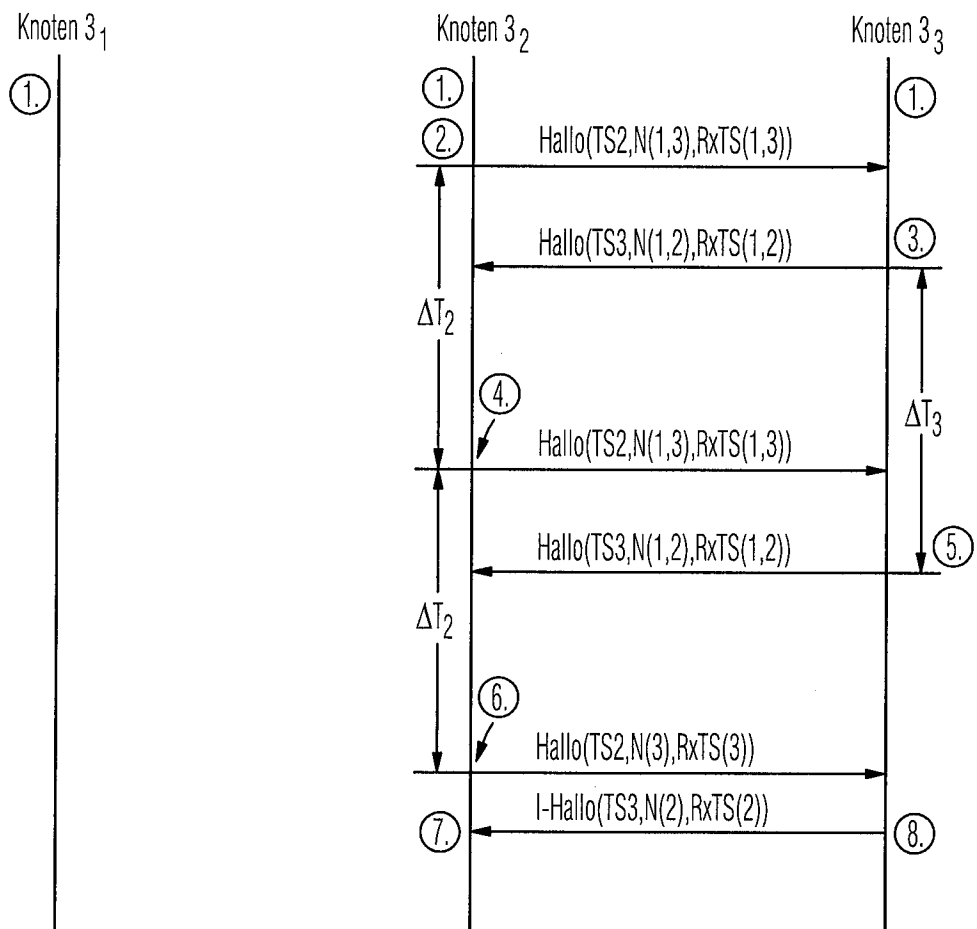 Knoten 3₁
Knoten 3₂
Knoten 3₃
1.
1.
1.
2.
Hallo(TS2,N(1,3),RxTS(1,3))
Hallo(TS3,N(1,2),RxTS(1,2))
3.
ΔT₂
4.
ΔT₃
Hallo(TS2,N(1,3),RxTS(1,3))
Hallo(TS3,N(1,2),RxTS(1,2))
5.
ΔT₂
6.
Hallo(TS2,N(3),RxTS(3))
I-Hallo(TS3,N(2),RxTS(2))
7.
8.